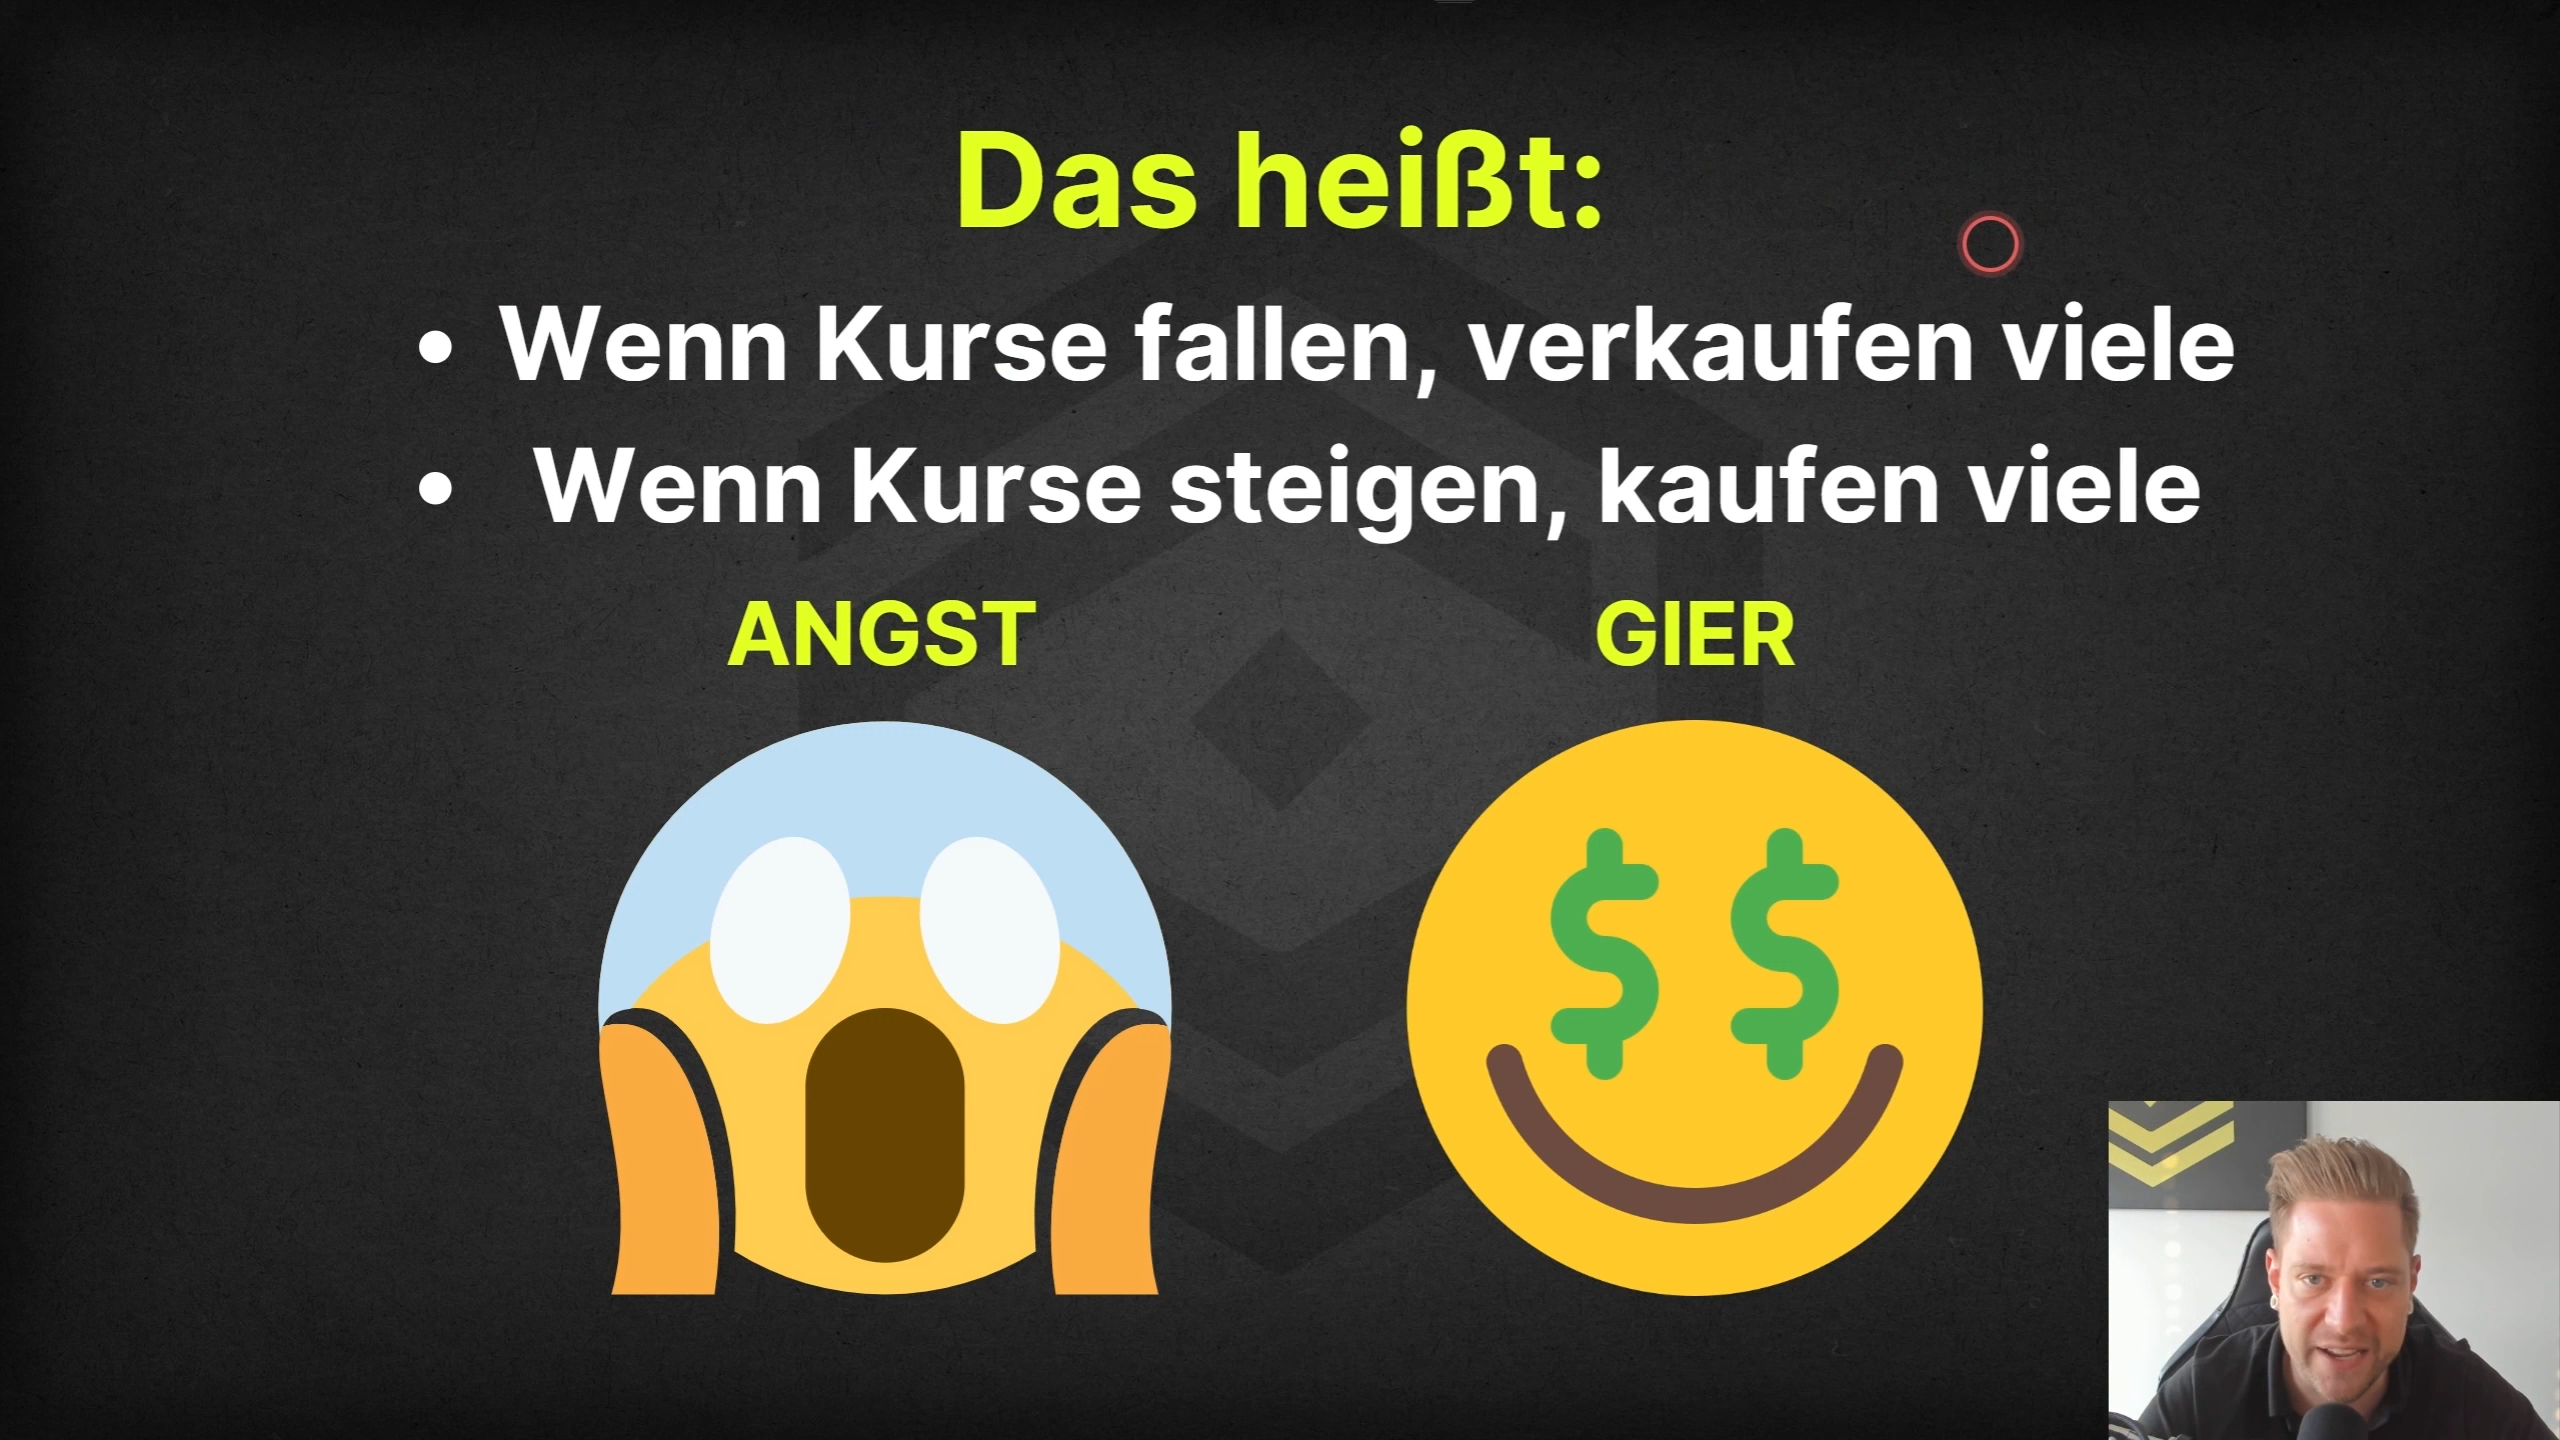 Das heißt:
• Wenn Kurse fallen, verkaufen viele
• Wenn Kurse steigen, kaufen viele
ANGST GIER